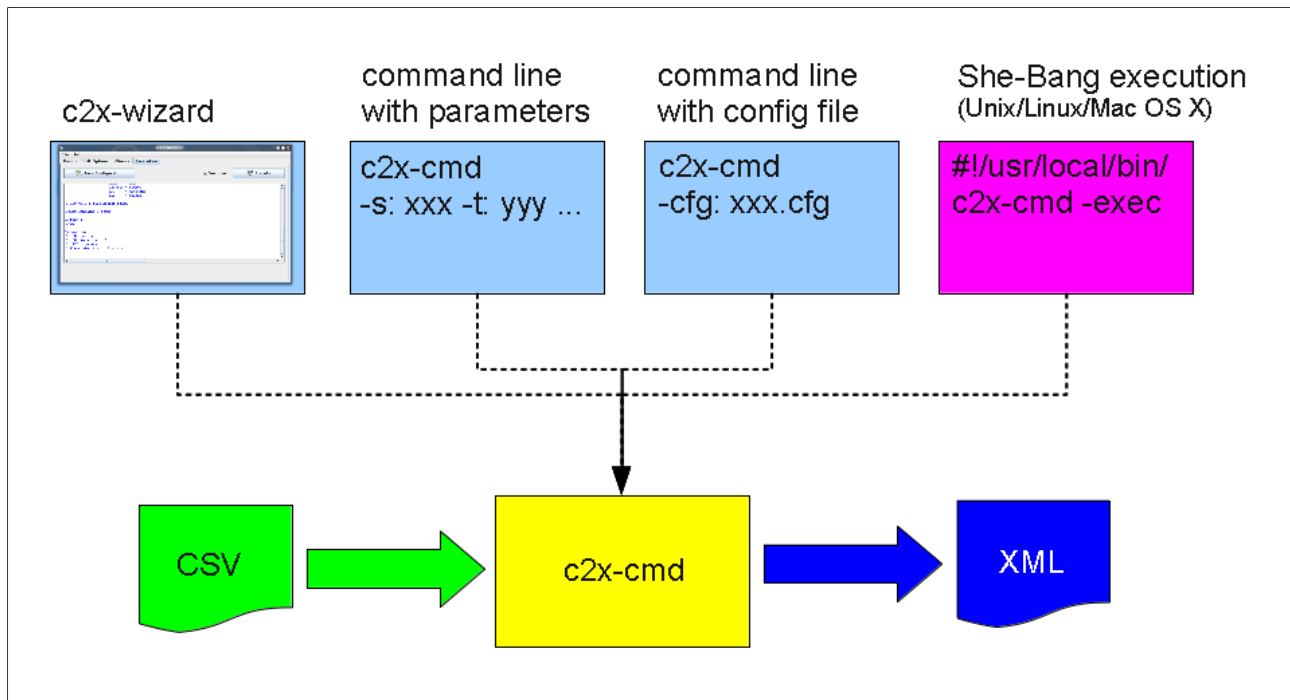 c2x-wizard
command line
with parameters
command line
with config file
She-Bang execution
(Unix/Linux/Mac OS X)
c2x-cmd
-s: xxx -t: yyy ...
c2x-cmd
-cfg: xxx.cfg
#!/usr/local/bin/
c2x-cmd -exec
CSV
c2x-cmd
XML